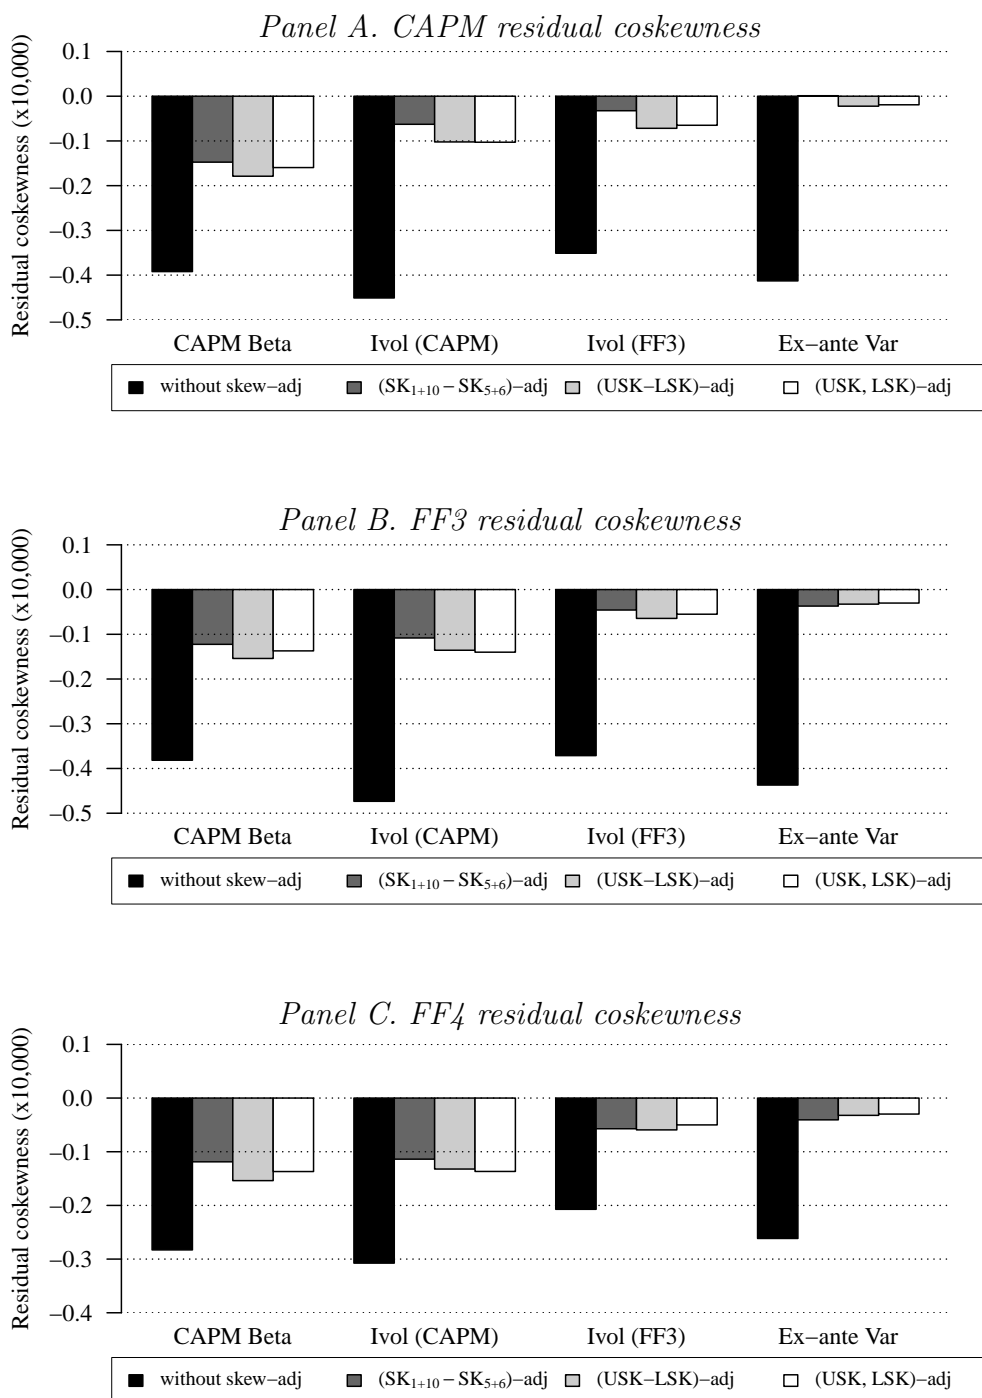 Panel A. CAPM residual coskewness
Residual coskewness (x10,000)
0.1
0.0
−0.1
−0.2
−0.3
−0.4
−0.5
CAPM Beta Ivol (CAPM) Ivol (FF3) Ex−ante Var
without skew−adj (SK₁₊₁₀ − SK₅₊₆)−adj (USK−LSK)−adj (USK, LSK)−adj
Panel B. FF3 residual coskewness
Residual coskewness (x10,000)
0.1
0.0
−0.1
−0.2
−0.3
−0.4
−0.5
CAPM Beta Ivol (CAPM) Ivol (FF3) Ex−ante Var
without skew−adj (SK₁₊₁₀ − SK₅₊₆)−adj (USK−LSK)−adj (USK, LSK)−adj
Panel C. FF4 residual coskewness
Residual coskewness (x10,000)
0.1
0.0
−0.1
−0.2
−0.3
−0.4
CAPM Beta Ivol (CAPM) Ivol (FF3) Ex−ante Var
without skew−adj (SK₁₊₁₀ − SK₅₊₆)−adj (USK−LSK)−adj (USK, LSK)−adj